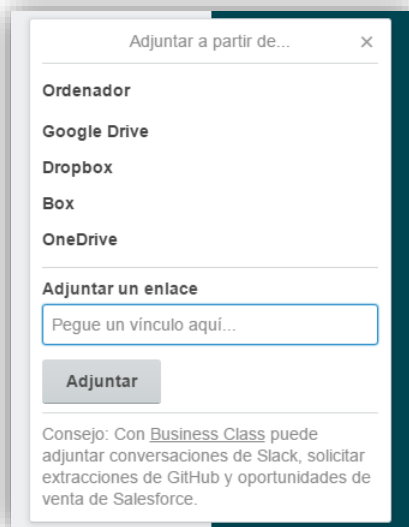 Adjuntar a partir de... ×
Ordenador
Google Drive
Dropbox
Box
OneDrive
Adjuntar un enlace
Pegue un vínculo aquí...
Adjuntar
Consejo: Con Business Class puede
adjuntar conversaciones de Slack, solicitar
extracciones de GitHub y oportunidades de
venta de Salesforce.